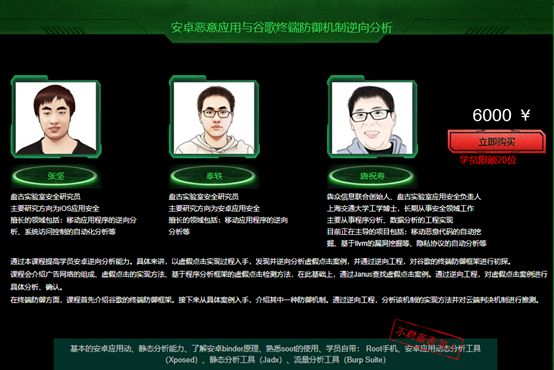 安卓恶意应用与谷歌终端防御机制逆向分析
6000 ¥
立即购买
学员限额20位
张坚
秦轶
唐祝寿
盘古实验室安全研究员
主要研究方向为iOS应用安全
擅长的领域包括：移动应用程序的逆向分
析、系统访问控制的自动化分析等
盘古实验室安全研究员
主要研究方向为安卓应用安全
擅长的领域包括：移动应用程序的逆向
分析等
犇众信息联合创始人、盘古实验室应用安全负责人
上海交通大学工学博士，长期从事安全领域工作
主要从事程序分析、数据分析的工程实现
目前正在主导的项目包括：移动恶意代码的自动挖
掘、基于llvm的漏洞挖掘等、隐私协议的自动分析等
通过本课程提高学员安卓逆向分析能力。具体来讲，以虚假点击实现过程入手，发现并逆向分析虚假点击案例，并通过逆向工程，对谷歌的终端防御框架进行初探。
课程会介绍广告网络的组成、虚假点击的实现方法、基于程序分析框架的虚假点击检测方法，在此基础上，通过Janus查找虚假点击案例。通过逆向工程，对虚假点击案例进行
具体分析、确认。
在终端防御方面，课程首先介绍谷歌的终端防御框架。接下来从具体案例入手，介绍其中一种防御机制。通过逆向工程，分析该机制的实现方法并对云端判决机制进行推测。
基本的安卓应用动、静态分析能力、了解安卓binder原理、熟悉soot的使用、学员自带： Root手机、安卓应用动态分析工具
（Xposed）、静态分析工具（Jadx）、流量分析工具（Burp Suite）